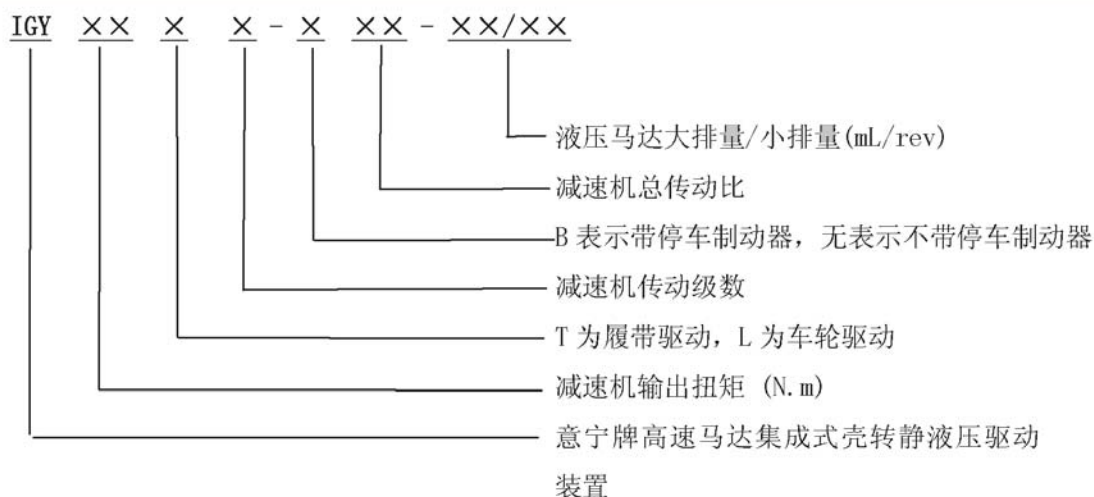 IGY ×× × ×-× ××-××/××
液压马达大排量/小排量(mL/rev)
减速机总传动比
B 表示带停车制动器，无表示不带停车制动器
减速机传动级数
T 为履带驱动，L 为车轮驱动
减速机输出扭矩 (N.m)
意宁牌高速马达集成式壳转静液压驱动
装置